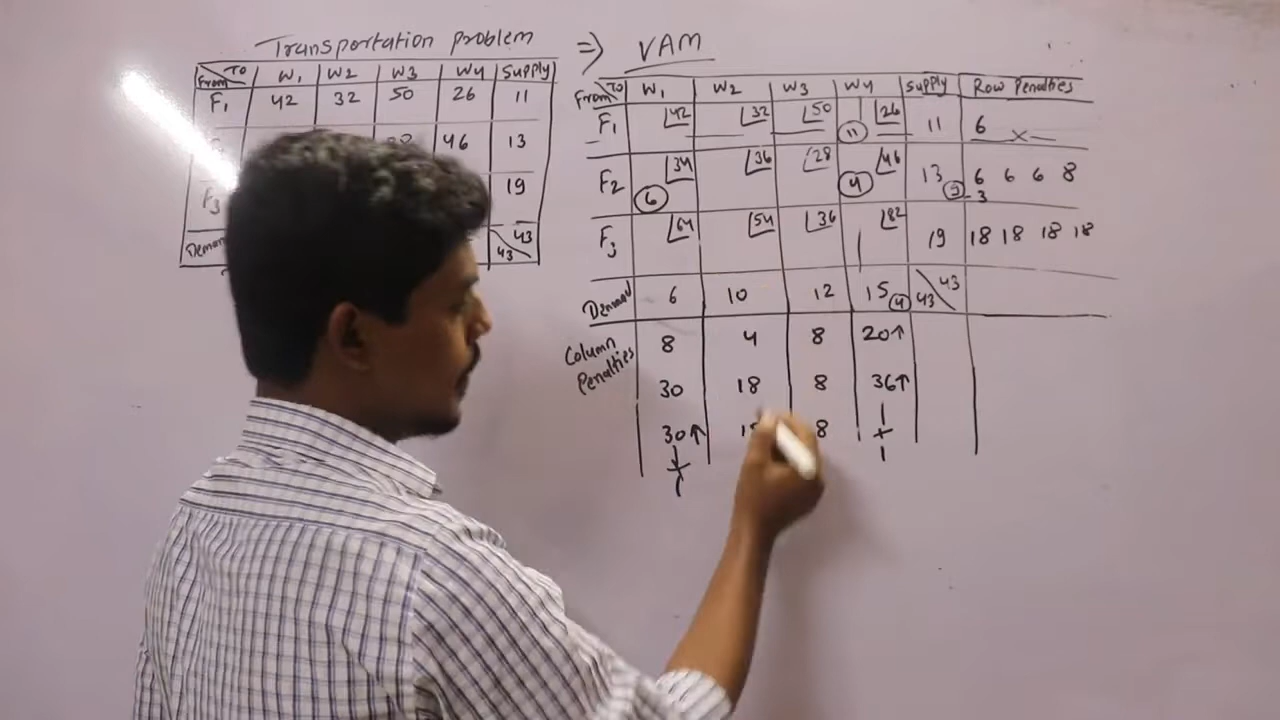 Transportation problem => VAM
From To W1 W2 W3 W4 Supply
F1 42 32 50 26 11
46 13
F3 19
43 43
From To W1 W2 W3 W4 Supply Row Penalties
F1 42 32 50 11 26 11 6 x
F2 6 34 36 28 4 46 13 6 6 6 8
3
F3 64 54 36 82 19 18 18 18 18
Demand 6 10 12 15 4 43 43
Column Penalties 8 4 8 20↑
30 18 8 36↑
30↑ 8